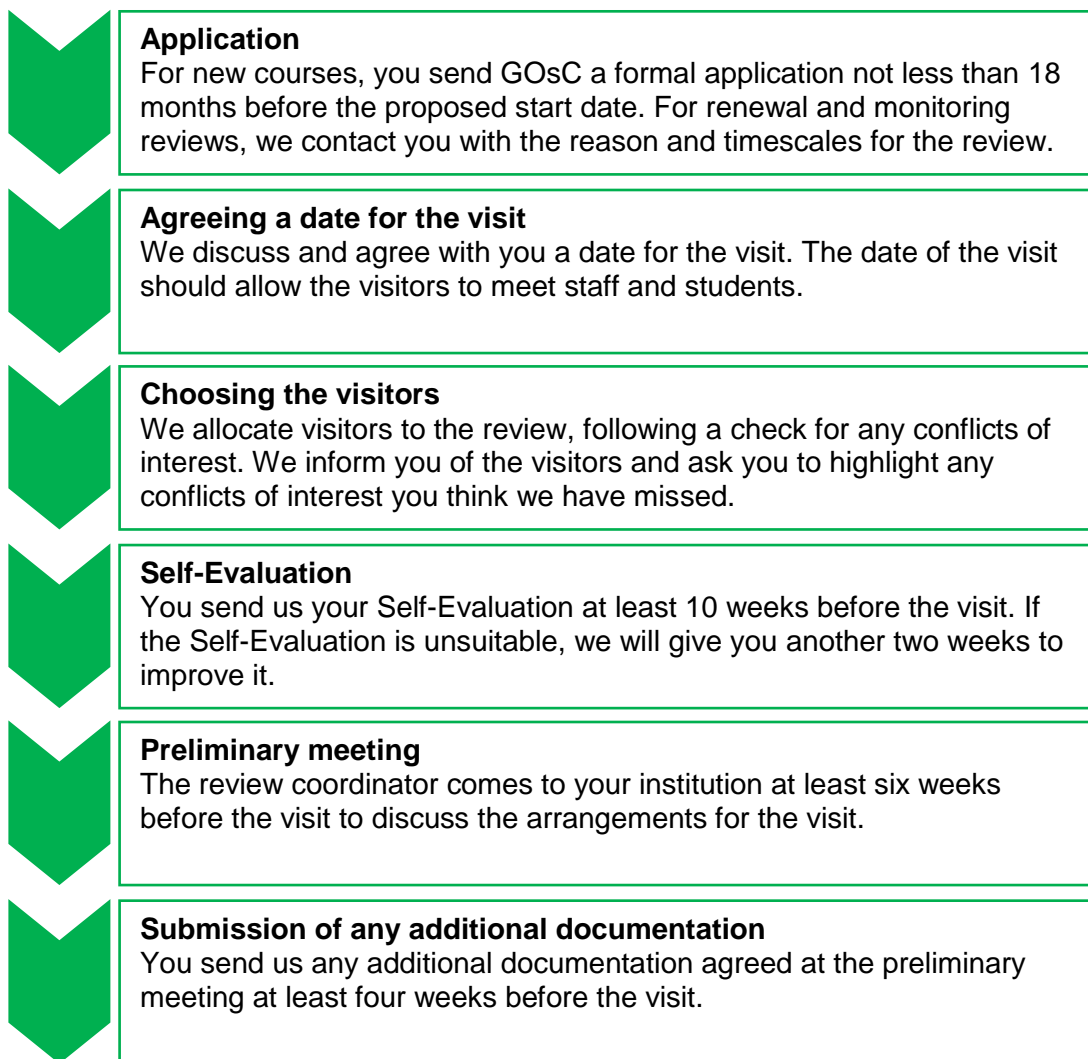 Application
For new courses, you send GOsC a formal application not less than 18
months before the proposed start date. For renewal and monitoring
reviews, we contact you with the reason and timescales for the review.
Agreeing a date for the visit
We discuss and agree with you a date for the visit. The date of the visit
should allow the visitors to meet staff and students.
Choosing the visitors
We allocate visitors to the review, following a check for any conflicts of
interest. We inform you of the visitors and ask you to highlight any
conflicts of interest you think we have missed.
Self-Evaluation
You send us your Self-Evaluation at least 10 weeks before the visit. If
the Self-Evaluation is unsuitable, we will give you another two weeks to
improve it.
Preliminary meeting
The review coordinator comes to your institution at least six weeks
before the visit to discuss the arrangements for the visit.
Submission of any additional documentation
You send us any additional documentation agreed at the preliminary
meeting at least four weeks before the visit.